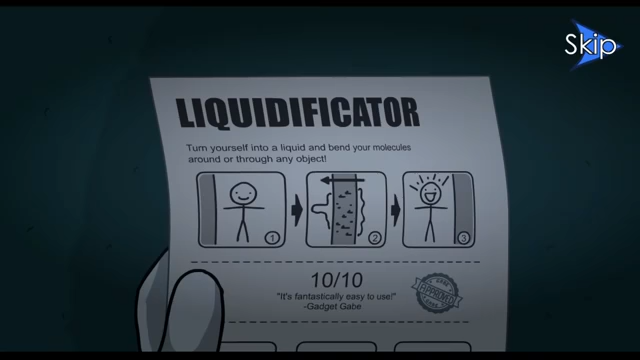 Skip
LIQUIDIFICATOR
Turn yourself into a liquid and bend your molecules
around or through any object!
1
2
3
10/10
"It's fantastically easy to use!"
-Gadget Gabe
APPROVED